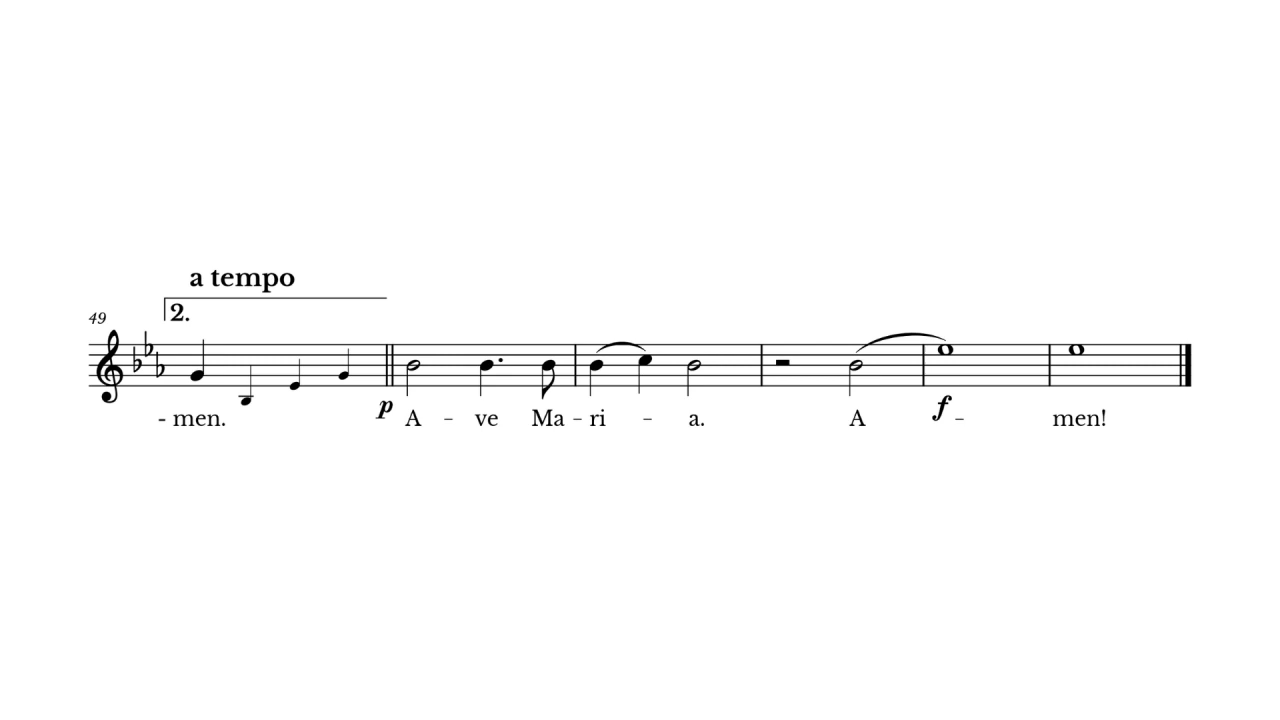 a tempo
2.
49
p f
- men. A - ve Ma - ri - a. A - men!